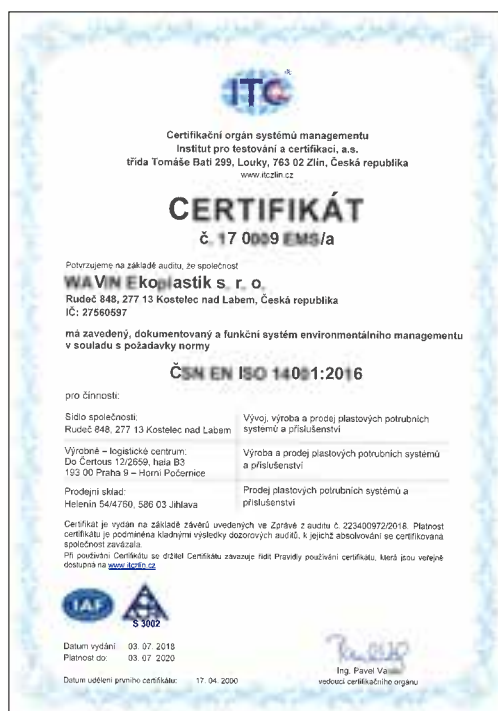 ITC
Certifikační orgán systémů managementu
Institut pro testování a certifikaci, a.s.
třída Tomáše Bati 299, Louky, 763 02 Zlín, Česká republika
www.itczlin.cz
CERTIFIKÁT
č. 17 0009 EMS/a
Potvrzujeme na základě auditu, že společnost
WAVIN Ekoplastik s. r. o.
Rudeč 848, 277 13 Kostelec nad Labem, Česká republika
IČ: 27560597
má zavedený, dokumentovaný a funkční systém environmentálního managementu
v souladu s požadavky normy
ČSN EN ISO 14001:2016
pro činnosti:
Sídlo společnosti:
Rudeč 848, 277 13 Kostelec nad Labem
Vývoj, výroba a prodej plastových potrubních
systémů a příslušenství
Výrobně – logistické centrum:
Do Čertous 12/2659, hala B3
193 00 Praha 9 – Horní Počernice
Výroba a prodej plastových potrubních systémů
a příslušenství
Prodejní sklad:
Helenín 54/4760, 586 03 Jihlava
Prodej plastových potrubních systémů a
příslušenství
Certifikát je vydán na základě závěrů uvedených ve Zprávě z auditu č. 223400972/2018. Platnost
certifikátu je podmíněna kladnými výsledky dozorových auditů, k jejichž absolvování se certifikovaná
společnost zavázala.
Při používání Certifikátu se držitel Certifikátu zavazuje řídit Pravidly používání certifikátu, která jsou veřejně
dostupná na www.itczlin.cz
IAF
S 3002
Datum vydání: 03. 07. 2018
Platnost do: 03. 07. 2020
Datum udělení prvního certifikátu: 17. 04. 2000
Ing. Pavel
vedoucí certifikačního orgánu